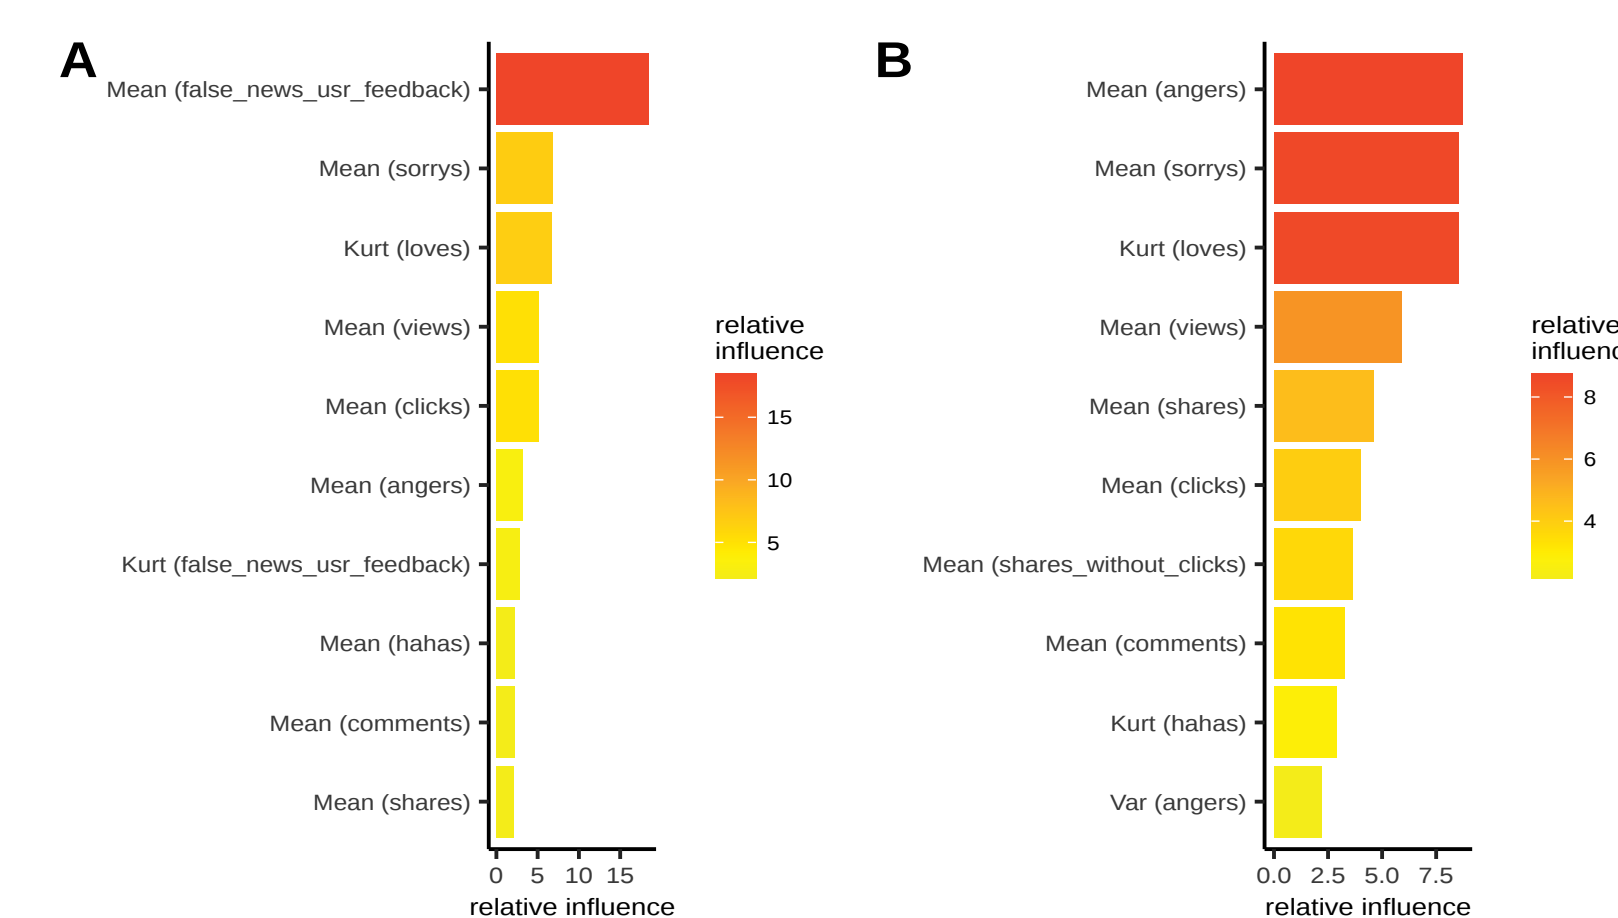 A
Mean (false_news_usr_feedback)
Mean (sorrys)
Kurt (loves)
Mean (views)
Mean (clicks)
Mean (angers)
Kurt (false_news_usr_feedback)
Mean (hahas)
Mean (comments)
Mean (shares)
0 5 10 15
relative influence
relative
influence
15
10
5
B
Mean (angers)
Mean (sorrys)
Kurt (loves)
Mean (views)
Mean (shares)
Mean (clicks)
Mean (shares_without_clicks)
Mean (comments)
Kurt (hahas)
Var (angers)
0.0 2.5 5.0 7.5
relative influence
relative
influenc
8
6
4